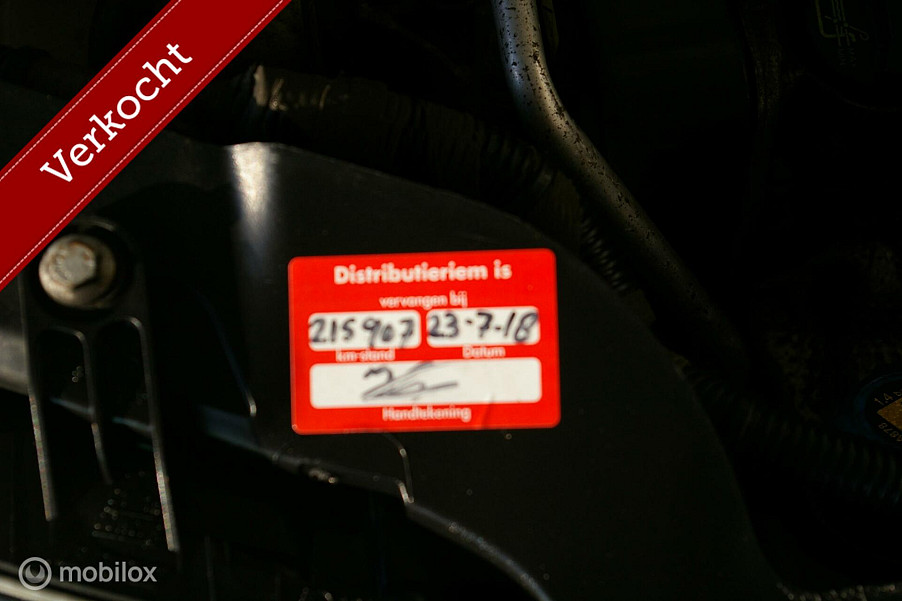 Verkocht
Distributieriem is
vervangen bij
215907 23-7-18
km-stand Datum
Handtekening
mobilox